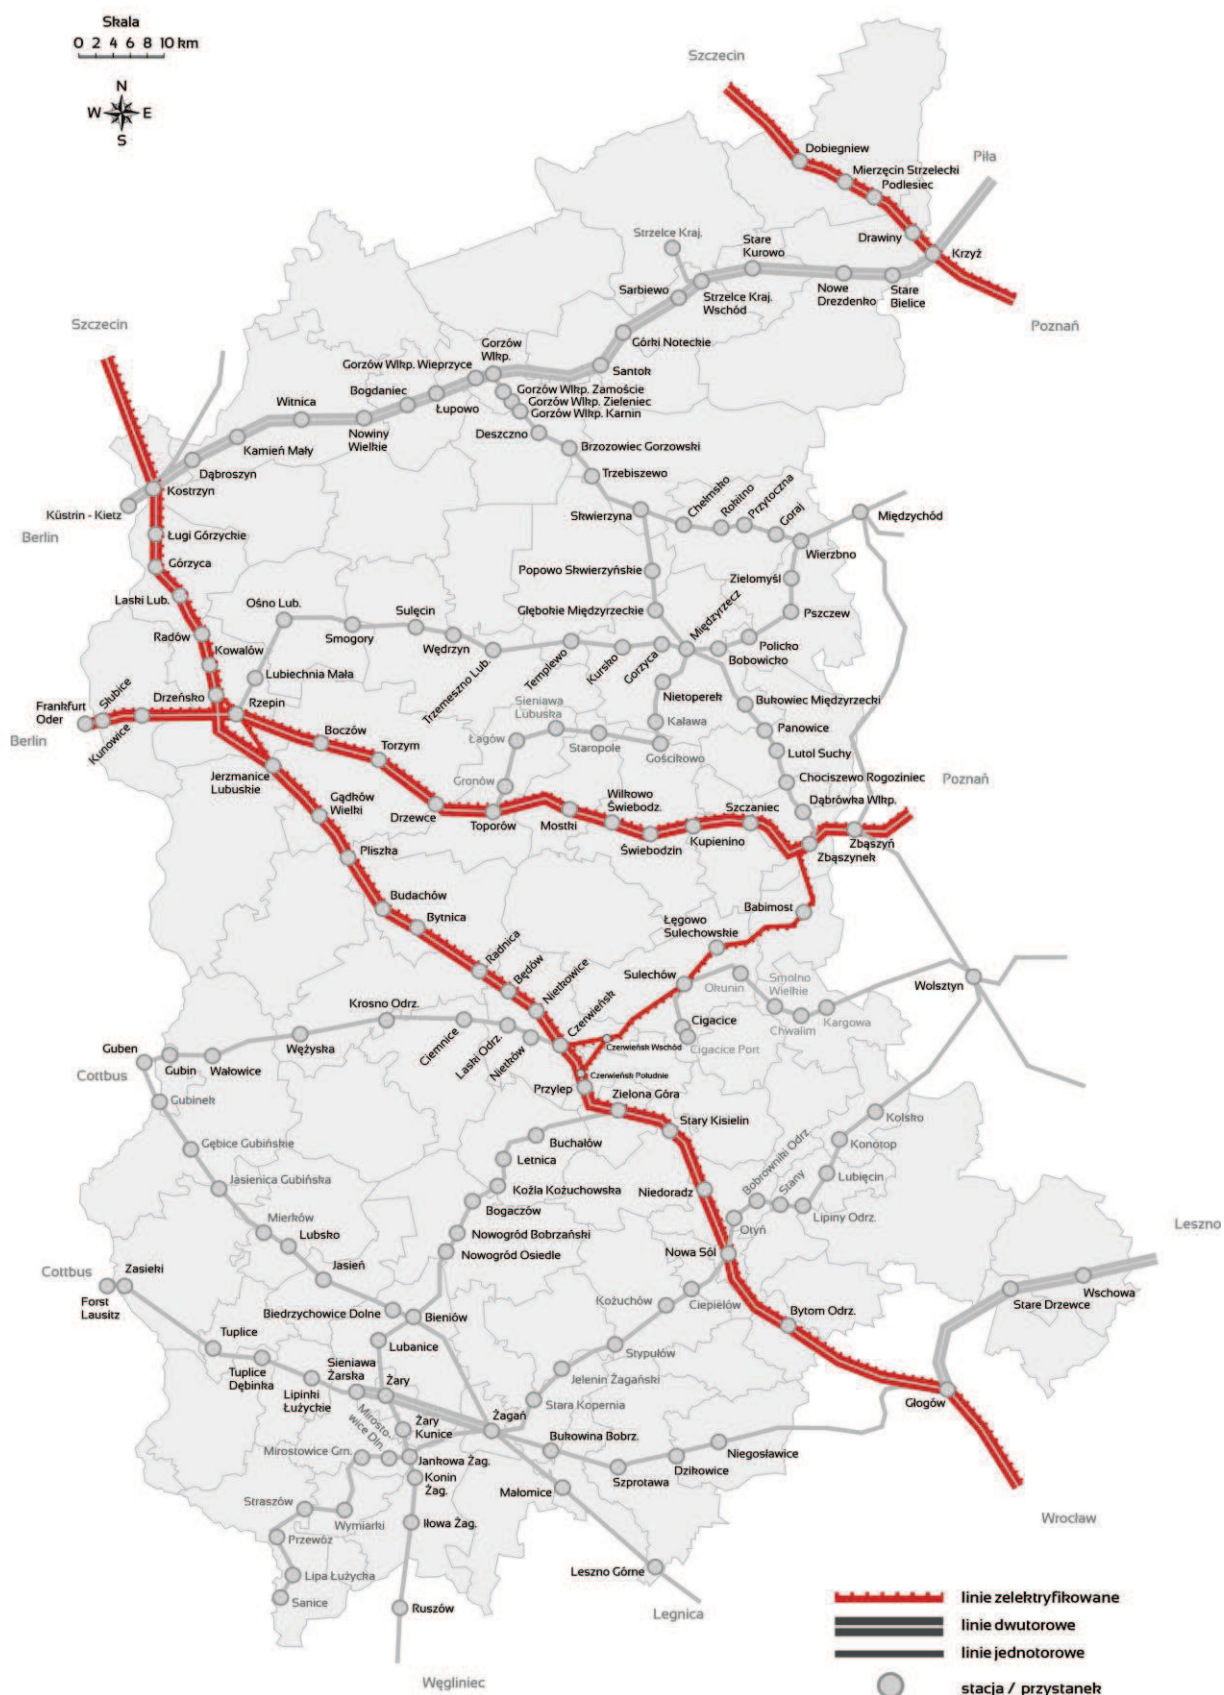 Skala
0 2 4 6 8 10 km
N
W E
S
Szczecin
Dobiegniew
Piła
Mierzęcin Strzelecki
Podlesiec
Drawiny
Krzyż
Strzelce Kraj.
Stare
Kurowo
Sarbiewo
Strzelce Kraj.
Wschód
Nowe
Drezdenko
Stare
Bielice
Poznań
Szczecin
Górki Noteckie
Gorzów
Wlkp.
Gorzów Wlkp. Wieprzyce
Santok
Bogdaniec
Gorzów Wlkp. Zamoście
Gorzów Wlkp. Zieleniec
Gorzów Wlkp. Karnin
Witnica
Łupowo
Nowiny
Wielkie
Deszczno
Kamień Mały
Brzozowiec Gorzowski
Dąbroszyn
Trzebiszewo
Kostrzyn
Küstrin - Kietz
Berlin
Skwierzyna
Chełmsko
Rokitno
Przytoczna
Goraj
Międzychód
Ługi Górzyckie
Wierzbno
Górzyca
Popowo Skwierzyńskie
Zielomyśl
Laski Lub.
Ośno Lub.
Głębokie Międzyrzeckie
Międzyrzecz
Pszczew
Radów
Smogory
Sulęcin
Wędrzyn
Trzemeszno Lub.
Templewo
Kursko
Gorzyca
Policko
Bobowicko
Kowalów
Lubiechnia Mała
Nietoperek
Drzeńsko
Rzepin
Frankfurt
Oder
Słubice
Kunowice
Berlin
Sieniawa
Lubuska
Kaława
Bukowiec Międzyrzecki
Panowice
Boczów
Torzym
Łagów
Staropole
Gościkowo
Lutol Suchy
Jerzmanice
Lubuskie
Gronów
Chociszewo Rogoziniec
Poznań
Gądków
Wielki
Drzewce
Toporów
Mostki
Wilkowo
Świebodz.
Świebodzin
Kupienino
Szczaniec
Dąbrówka Wlkp.
Zbąszynek
Zbąszyń
Pliszka
Budachów
Bytnica
Babimost
Łęgowo
Sulechowskie
Radnica
Będów
Nietkowice
Sulechów
Okunin
Smolno
Wielkie
Wolsztyn
Krosno Odrz.
Czerwieńsk
Cigacice
Chwalim
Kargowa
Wężyska
Ciemnice
Laski Odrz.
Nietków
Czerwieńsk Wschód
Cigacice Port
Guben
Gubin
Wałowice
Cottbus
Czerwieńsk Południe
Przylep
Zielona Góra
Gubinek
Stary Kisielin
Kolsko
Buchałów
Konotop
Gębice Gubińskie
Letnica
Bobrowniki Odrz.
Stany
Lubięcin
Jasienica Gubińska
Koźla Kożuchowska
Niedoradz
Bogaczów
Lipiny Odrz.
Mierków
Otyń
Leszno
Lubsko
Nowogród Bobrzański
Nowogród Osiedle
Nowa Sól
Cottbus
Zasieki
Jasień
Forst
Lausitz
Wschowa
Stare Drzewce
Kożuchów
Ciepielów
Biedrzychowice Dolne
Bieniów
Bytom Odrz.
Tuplice
Lubanice
Stypułów
Tuplice
Dębinka
Sieniawa
Żarska
Jelenin Żagański
Lipinki
Łużyckie
Żary
Stara Kopernia
Głogów
Mirosto-
wice Dln.
Żary
Kunice
Żagań
Bukowina Bobrz.
Niegosławice
Mirostowice Grn.
Jankowa Żag.
Konin
Żag.
Szprotawa
Dzikowice
Małomice
Straszów
Wymiarki
Iłowa Żag.
Wrocław
Przewóz
Leszno Górne
Lipa Łużycka
Sanice
Ruszów
Legnica
Węgliniec
linie zelektryfikowane
linie dwutorowe
linie jednotorowe
stacja / przystanek